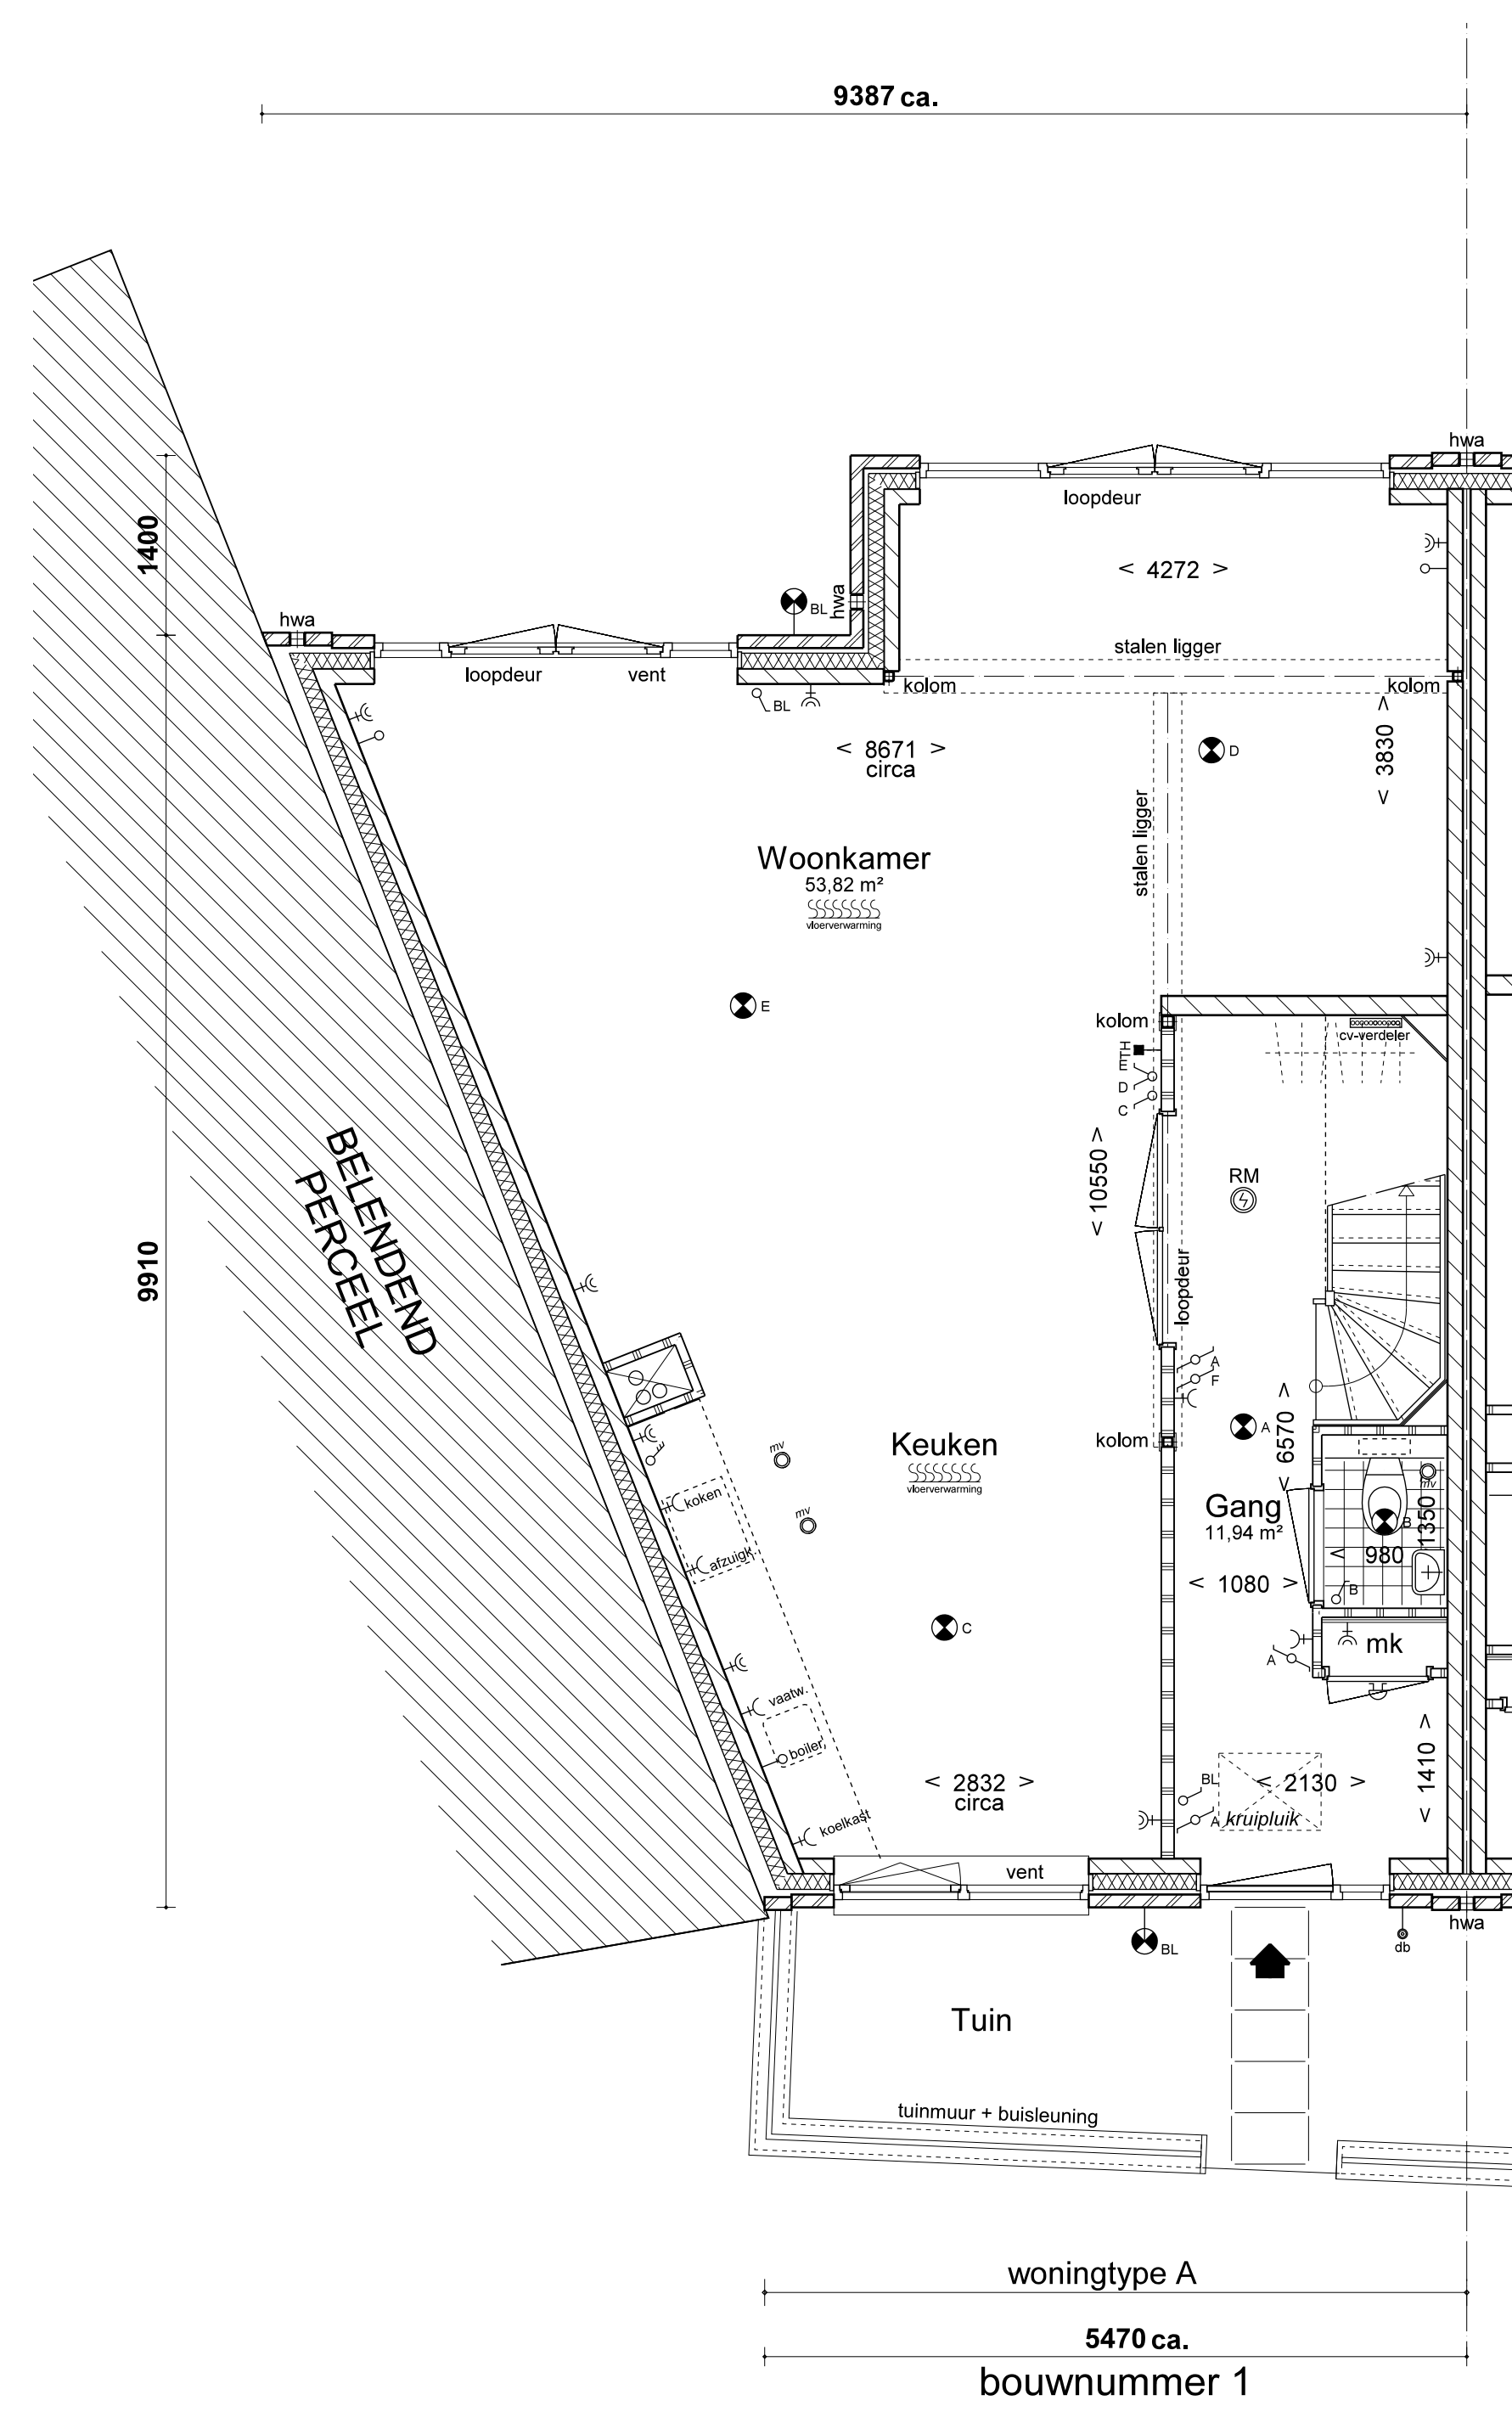 9387 ca.
hwa
loopdeur
1400
< 4272 >
BL
hwa
hwa
stalen ligger
loopdeur
vent
kolom
kolom
BL
< 8671 >
circa
D
< 3830 >
stalen ligger
Woonkamer
53,82 m²
vloerverwarming
E
kolom
cv-verdeler
TH
E
D
C
BELENDEND
PERCEEL
< 10550 >
RM
9910
loopdeur
A
F
A
< 6570 >
kolom
Keuken
vloerverwarming
mv
mv
koken
afzuigk.
Gang
11,94 m²
mv
1350
B
< 980
< 1080 >
B
C
mk
A
vaatw.
boiler
koelkast
< 2832 >
circa
BL
A
< 2130 >
kruipluik
< 1410 >
vent
BL
db
hwa
Tuin
tuinmuur + buisleuning
woningtype A
5470 ca.
bouwnummer 1